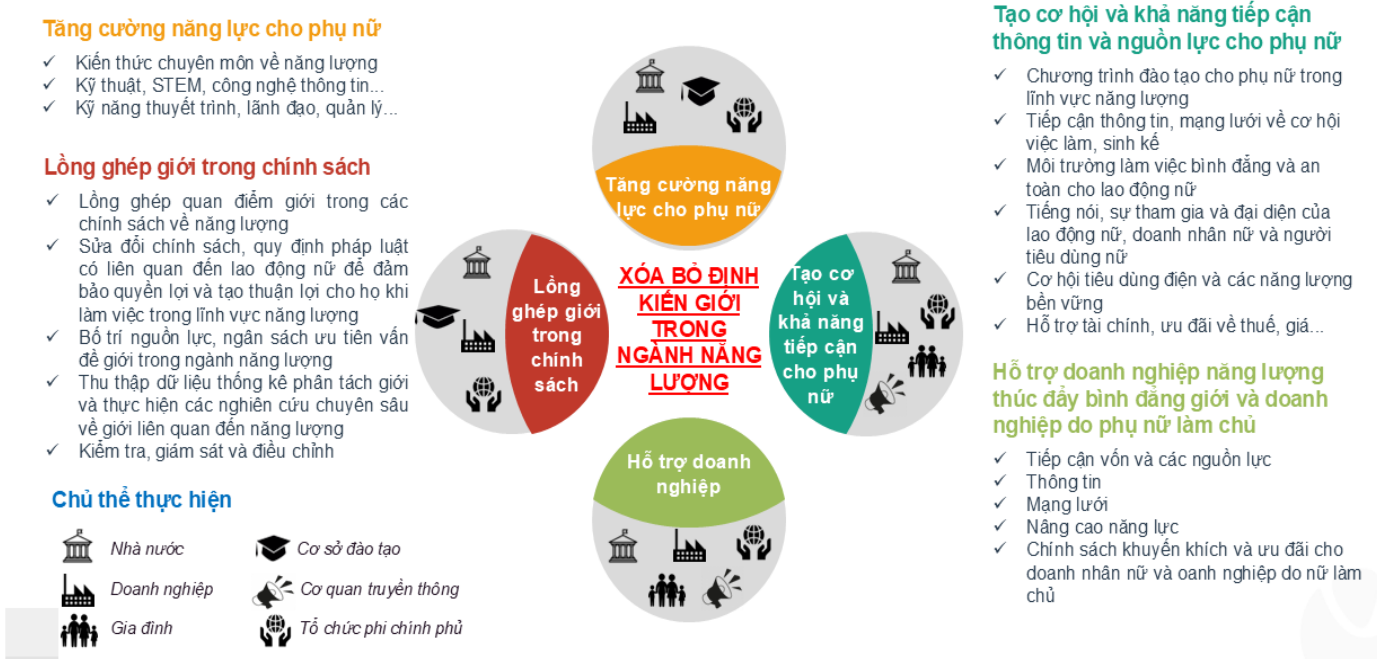 Tăng cường năng lực cho phụ nữ
✓ Kiến thức chuyên môn về năng lượng
✓ Kỹ thuật, STEM, công nghệ thông tin...
✓ Kỹ năng thuyết trình, lãnh đạo, quản lý...
Lồng ghép giới trong chính sách
✓ Lồng ghép quan điểm giới trong các
chính sách về năng lượng
✓ Sửa đổi chính sách, quy định pháp luật
có liên quan đến lao động nữ để đảm
bảo quyền lợi và tạo thuận lợi cho họ khi
làm việc trong lĩnh vực năng lượng
✓ Bố trí nguồn lực, ngân sách ưu tiên vấn
đề giới trong ngành năng lượng
✓ Thu thập dữ liệu thống kê phân tách giới
và thực hiện các nghiên cứu chuyên sâu
về giới liên quan đến năng lượng
✓ Kiểm tra, giám sát và điều chỉnh
Chủ thể thực hiện
Nhà nước
Cơ sở đào tạo
Doanh nghiệp
Cơ quan truyền thông
Gia đình
Tổ chức phi chính phủ
Tăng cường năng
lực cho phụ nữ
Lồng
ghép giới
trong
chính
sách
XÓA BỎ ĐỊNH
KIẾN GIỚI
TRONG
NGÀNH NĂNG
LƯỢNG
Tạo cơ
hội và
khả năng
tiếp cận
cho phụ
nữ
Hỗ trợ doanh
nghiệp
Tạo cơ hội và khả năng tiếp cận
thông tin và nguồn lực cho phụ nữ
✓ Chương trình đào tạo cho phụ nữ trong
lĩnh vực năng lượng
✓ Tiếp cận thông tin, mạng lưới về cơ hội
việc làm, sinh kế
✓ Môi trường làm việc bình đẳng và an
toàn cho lao động nữ
✓ Tiếng nói, sự tham gia và đại diện của
lao động nữ, doanh nhân nữ và người
tiêu dùng nữ
✓ Cơ hội tiêu dùng điện và các năng lượng
bền vững
✓ Hỗ trợ tài chính, ưu đãi về thuế, giá...
Hỗ trợ doanh nghiệp năng lượng
thúc đẩy bình đẳng giới và doanh
nghiệp do phụ nữ làm chủ
✓ Tiếp cận vốn và các nguồn lực
✓ Thông tin
✓ Mạng lưới
✓ Nâng cao năng lực
✓ Chính sách khuyến khích và ưu đãi cho
doanh nhân nữ và oanh nghiệp do nữ làm
chủ